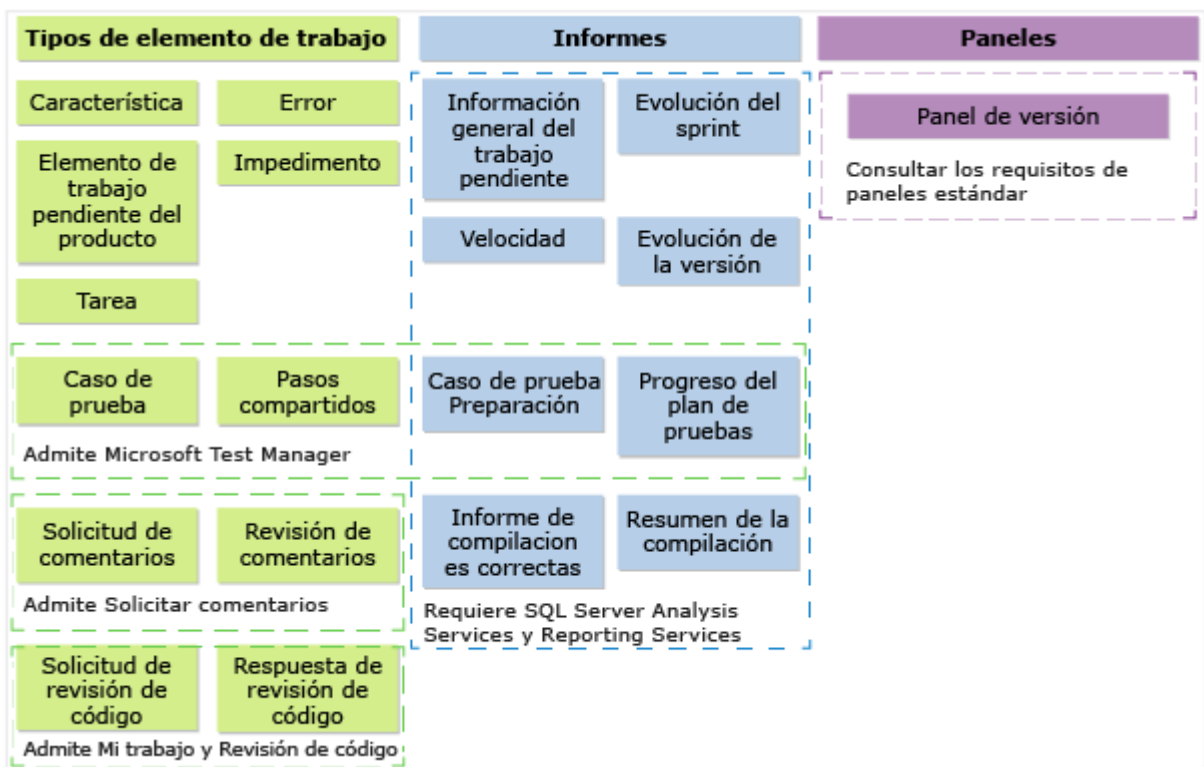 Tipos de elemento de trabajo
Característica
Error
Elemento de
trabajo
pendiente del
producto
Impedimento
Tarea
Caso de
prueba
Pasos
compartidos
Admite Microsoft Test Manager
Solicitud de
comentarios
Revisión de
comentarios
Admite Solicitar comentarios
Solicitud de
revisión de
código
Respuesta de
revisión de
código
Admite Mi trabajo y Revisión de código
Informes
Información
general del
trabajo
pendiente
Evolución del
sprint
Velocidad
Evolución de
la versión
Caso de prueba
Preparación
Progreso del
plan de
pruebas
Informe de
compilacion
es correctas
Resumen de la
compilación
Requiere SQL Server Analysis
Services y Reporting Services
Paneles
Panel de versión
Consultar los requisitos de
paneles estándar